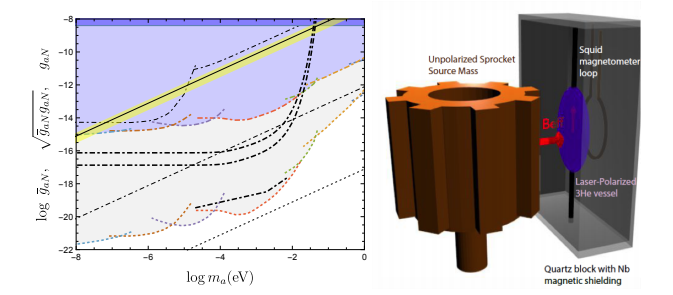 -8
-10
-12
-14
-16
-18
-20
-22
log ḡ_aN, √(ḡ_aN g_aN), g_aN
-8
-6
-4
-2
0
log m_a(eV)
Unpolarized Sprocket
Source Mass
Squid
magnetometer
loop
Beff
Laser-Polarized
3He vessel
Quartz block with Nb
magnetic shielding